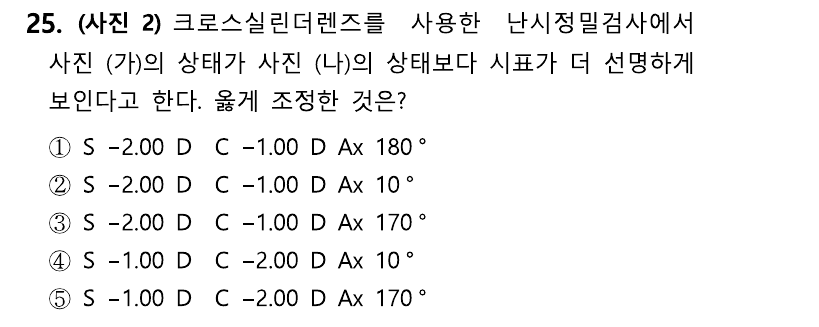 25. (사진 2) 크로스실린더렌즈를 사용한 난시정밀검사에서
사진 (가)의 상태가 사진 (나)의 상태보다 시표가 더 선명하게
보인다고 한다. 옳게 조정한 것은?
① S -2.00 D C -1.00 D Ax 180°
② S -2.00 D C -1.00 D Ax 10°
③ S -2.00 D C -1.00 D Ax 170°
④ S -1.00 D C -2.00 D Ax 10°
⑤ S -1.00 D C -2.00 D Ax 170°